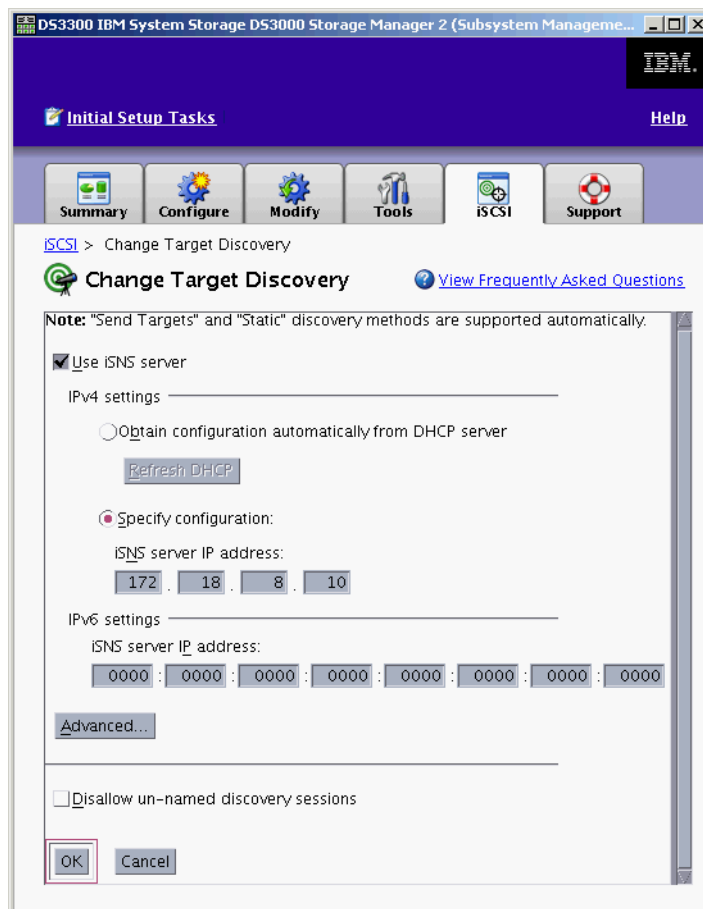 DS3300 IBM System Storage DS3000 Storage Manager 2 (Subsystem Manageme...
IBM.
Initial Setup Tasks
Help
Summary
Configure
Modify
Tools
iSCSI
Support
iSCSI > Change Target Discovery
Change Target Discovery
View Frequently Asked Questions
Note: "Send Targets" and "Static" discovery methods are supported automatically.
Use iSNS server
IPv4 settings
Obtain configuration automatically from DHCP server
Refresh DHCP
Specify configuration:
iSNS server IP address:
172 . 18 . 8 . 10
IPv6 settings
iSNS server IP address:
0000 : 0000 : 0000 : 0000 : 0000 : 0000 : 0000 : 0000
Advanced...
Disallow un-named discovery sessions
OK
Cancel